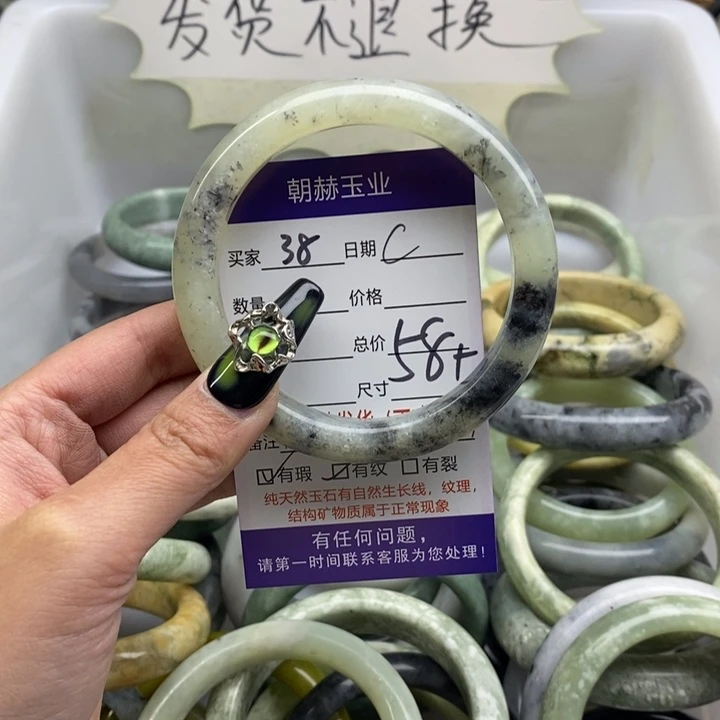 发货不退换
朝赫玉业
买家 38 日期 C
数量 价格
总价
58+
尺寸
备注
☑有瑕 ☑有纹 ☐有裂
纯天然玉石有自然生长线，纹理，
结构矿物质属于正常现象
有任何问题，
请第一时间联系客服为您处理！